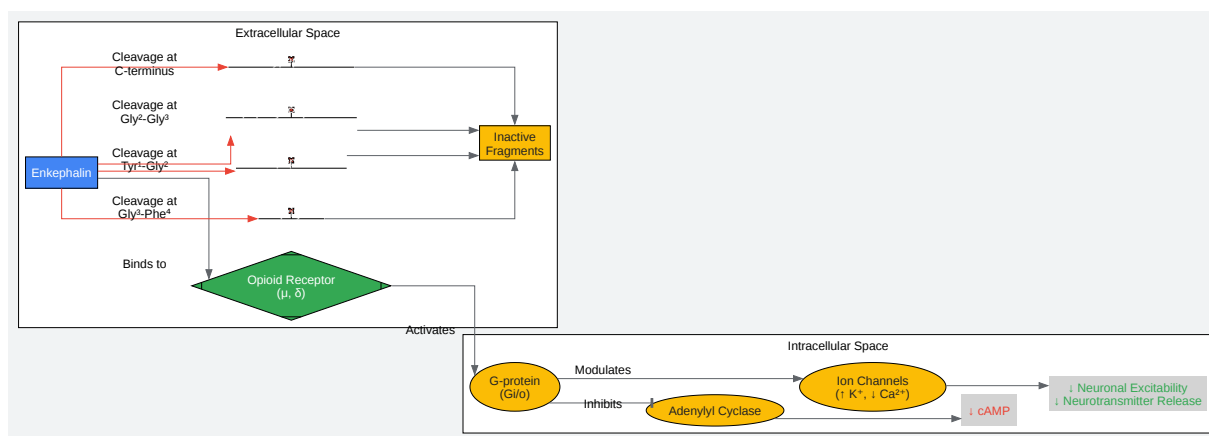 Extracellular Space
Cleavage at
C-terminus
Cleavage at
Gly²-Gly³
Cleavage at
Tyr¹-Gly²
Cleavage at
Gly³-Phe⁴
Enkephalin
Inactive
Fragments
Binds to
Opioid Receptor
(μ, δ)
Activates
Intracellular Space
G-protein
(Gi/o)
Modulates
Inhibits
Ion Channels
(↑ K⁺, ↓ Ca²⁺)
Adenylyl Cyclase
↓ Neuronal Excitability
↓ Neurotransmitter Release
↓ cAMP